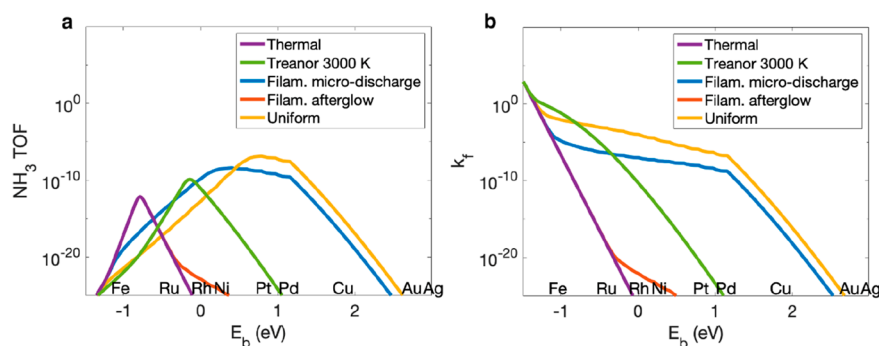 a
Thermal
Treanor 3000 K
Filam. micro-discharge
Filam. afterglow
Uniform
NH3 TOF
10^0
10^-10
10^-20
Fe Ru Rh Ni Pt Pd Cu Au Ag
-1 0 1 2
E_b (eV)
b
Thermal
Treanor 3000 K
Filam. micro-discharge
Filam. afterglow
Uniform
k_f
10^0
10^-10
10^-20
Fe Ru Rh Ni Pt Pd Cu Au Ag
-1 0 1 2
E_b (eV)